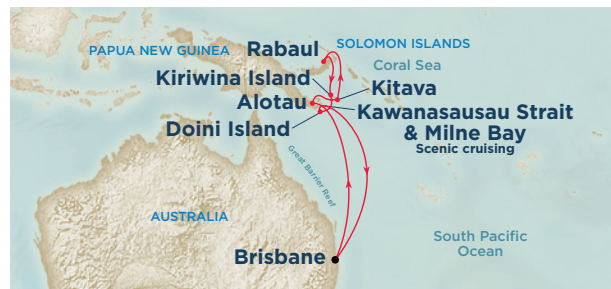 PAPUA NEW GUINEA
Rabaul
SOLOMON ISLANDS
Coral Sea
Kiriwina Island
Kitava
Alotau
Kawanasausau Strait
& Milne Bay
Scenic cruising
Doini Island
Great Barrier Reef
AUSTRALIA
South Pacific
Ocean
Brisbane